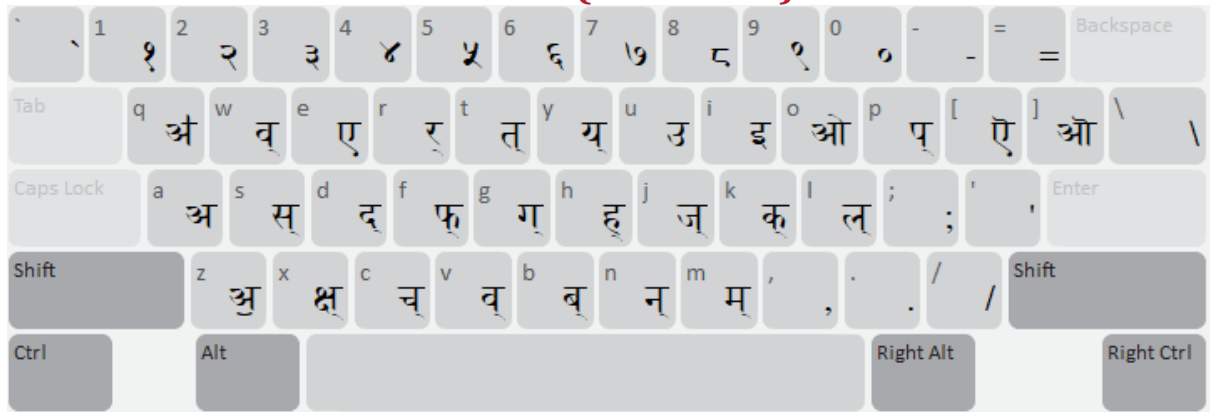 ` ` 1 १ 2 २ 3 ३ 4 ४ 5 ५ 6 ६ 7 ७ 8 ८ 9 ९ 0 ० - - = = Backspace
Tab q अ॔ w व् e ए r र् t त् y य् u उ i इ o ओ p प् [ ऎ ] ऒ \ \
Caps Lock a अ s स् d द् f फ् g ग् h ह् j ज् k क् l ल् ; ; ' ' Enter
Shift z अ॒ x क्ष् c च् v व् b ब् n न् m म् , , . . / / Shift
Ctrl Alt Right Alt Right Ctrl